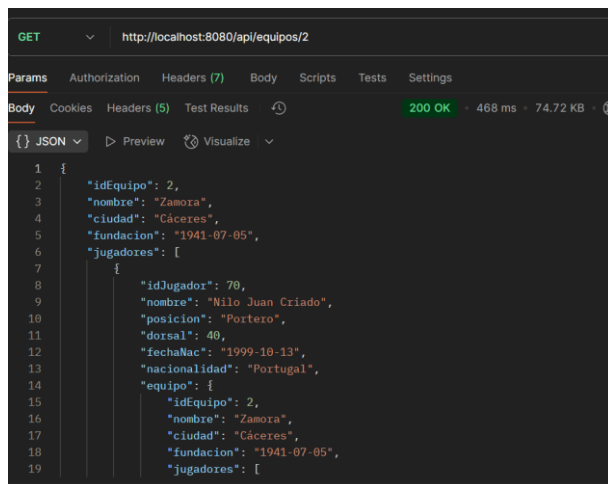 GET http://localhost:8080/api/equipos/2
Params Authorization Headers (7) Body Scripts Tests Settings
Body Cookies Headers (5) Test Results 200 OK • 468 ms • 74.72 KB •
{} JSON Preview Visualize
1 {
2 "idEquipo": 2,
3 "nombre": "Zamora",
4 "ciudad": "Cáceres",
5 "fundacion": "1941-07-05",
6 "jugadores": [
7 {
8 "idJugador": 70,
9 "nombre": "Nilo Juan Criado",
10 "posicion": "Portero",
11 "dorsal": 40,
12 "fechaNac": "1999-10-13",
13 "nacionalidad": "Portugal",
14 "equipo": {
15 "idEquipo": 2,
16 "nombre": "Zamora",
17 "ciudad": "Cáceres",
18 "fundacion": "1941-07-05",
19 "jugadores": [